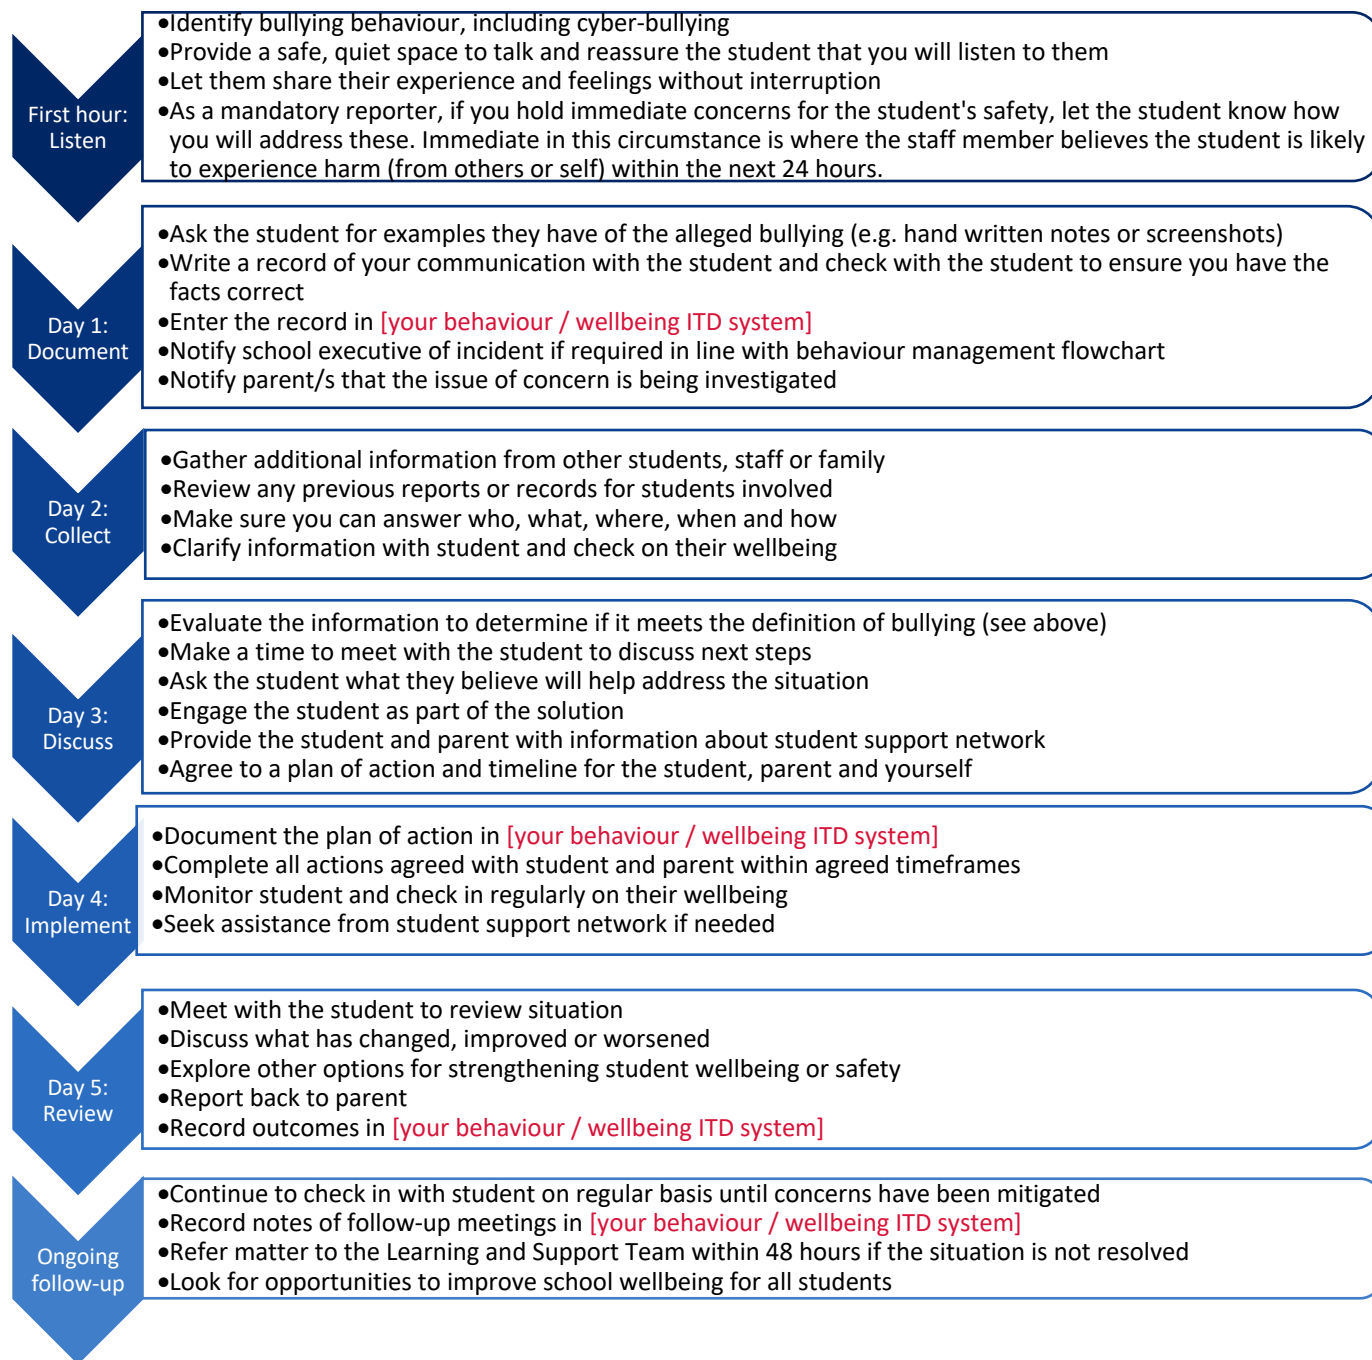 First hour:
Listen
•Identify bullying behaviour, including cyber-bullying
•Provide a safe, quiet space to talk and reassure the student that you will listen to them
•Let them share their experience and feelings without interruption
•As a mandatory reporter, if you hold immediate concerns for the student's safety, let the student know how
you will address these. Immediate in this circumstance is where the staff member believes the student is likely
to experience harm (from others or self) within the next 24 hours.
Day 1:
Document
•Ask the student for examples they have of the alleged bullying (e.g. hand written notes or screenshots)
•Write a record of your communication with the student and check with the student to ensure you have the
facts correct
•Enter the record in [your behaviour / wellbeing ITD system]
•Notify school executive of incident if required in line with behaviour management flowchart
•Notify parent/s that the issue of concern is being investigated
Day 2:
Collect
•Gather additional information from other students, staff or family
•Review any previous reports or records for students involved
•Make sure you can answer who, what, where, when and how
•Clarify information with student and check on their wellbeing
Day 3:
Discuss
•Evaluate the information to determine if it meets the definition of bullying (see above)
•Make a time to meet with the student to discuss next steps
•Ask the student what they believe will help address the situation
•Engage the student as part of the solution
•Provide the student and parent with information about student support network
•Agree to a plan of action and timeline for the student, parent and yourself
Day 4:
Implement
•Document the plan of action in [your behaviour / wellbeing ITD system]
•Complete all actions agreed with student and parent within agreed timeframes
•Monitor student and check in regularly on their wellbeing
•Seek assistance from student support network if needed
Day 5:
Review
•Meet with the student to review situation
•Discuss what has changed, improved or worsened
•Explore other options for strengthening student wellbeing or safety
•Report back to parent
•Record outcomes in [your behaviour / wellbeing ITD system]
Ongoing
follow-up
•Continue to check in with student on regular basis until concerns have been mitigated
•Record notes of follow-up meetings in [your behaviour / wellbeing ITD system]
•Refer matter to the Learning and Support Team within 48 hours if the situation is not resolved
•Look for opportunities to improve school wellbeing for all students